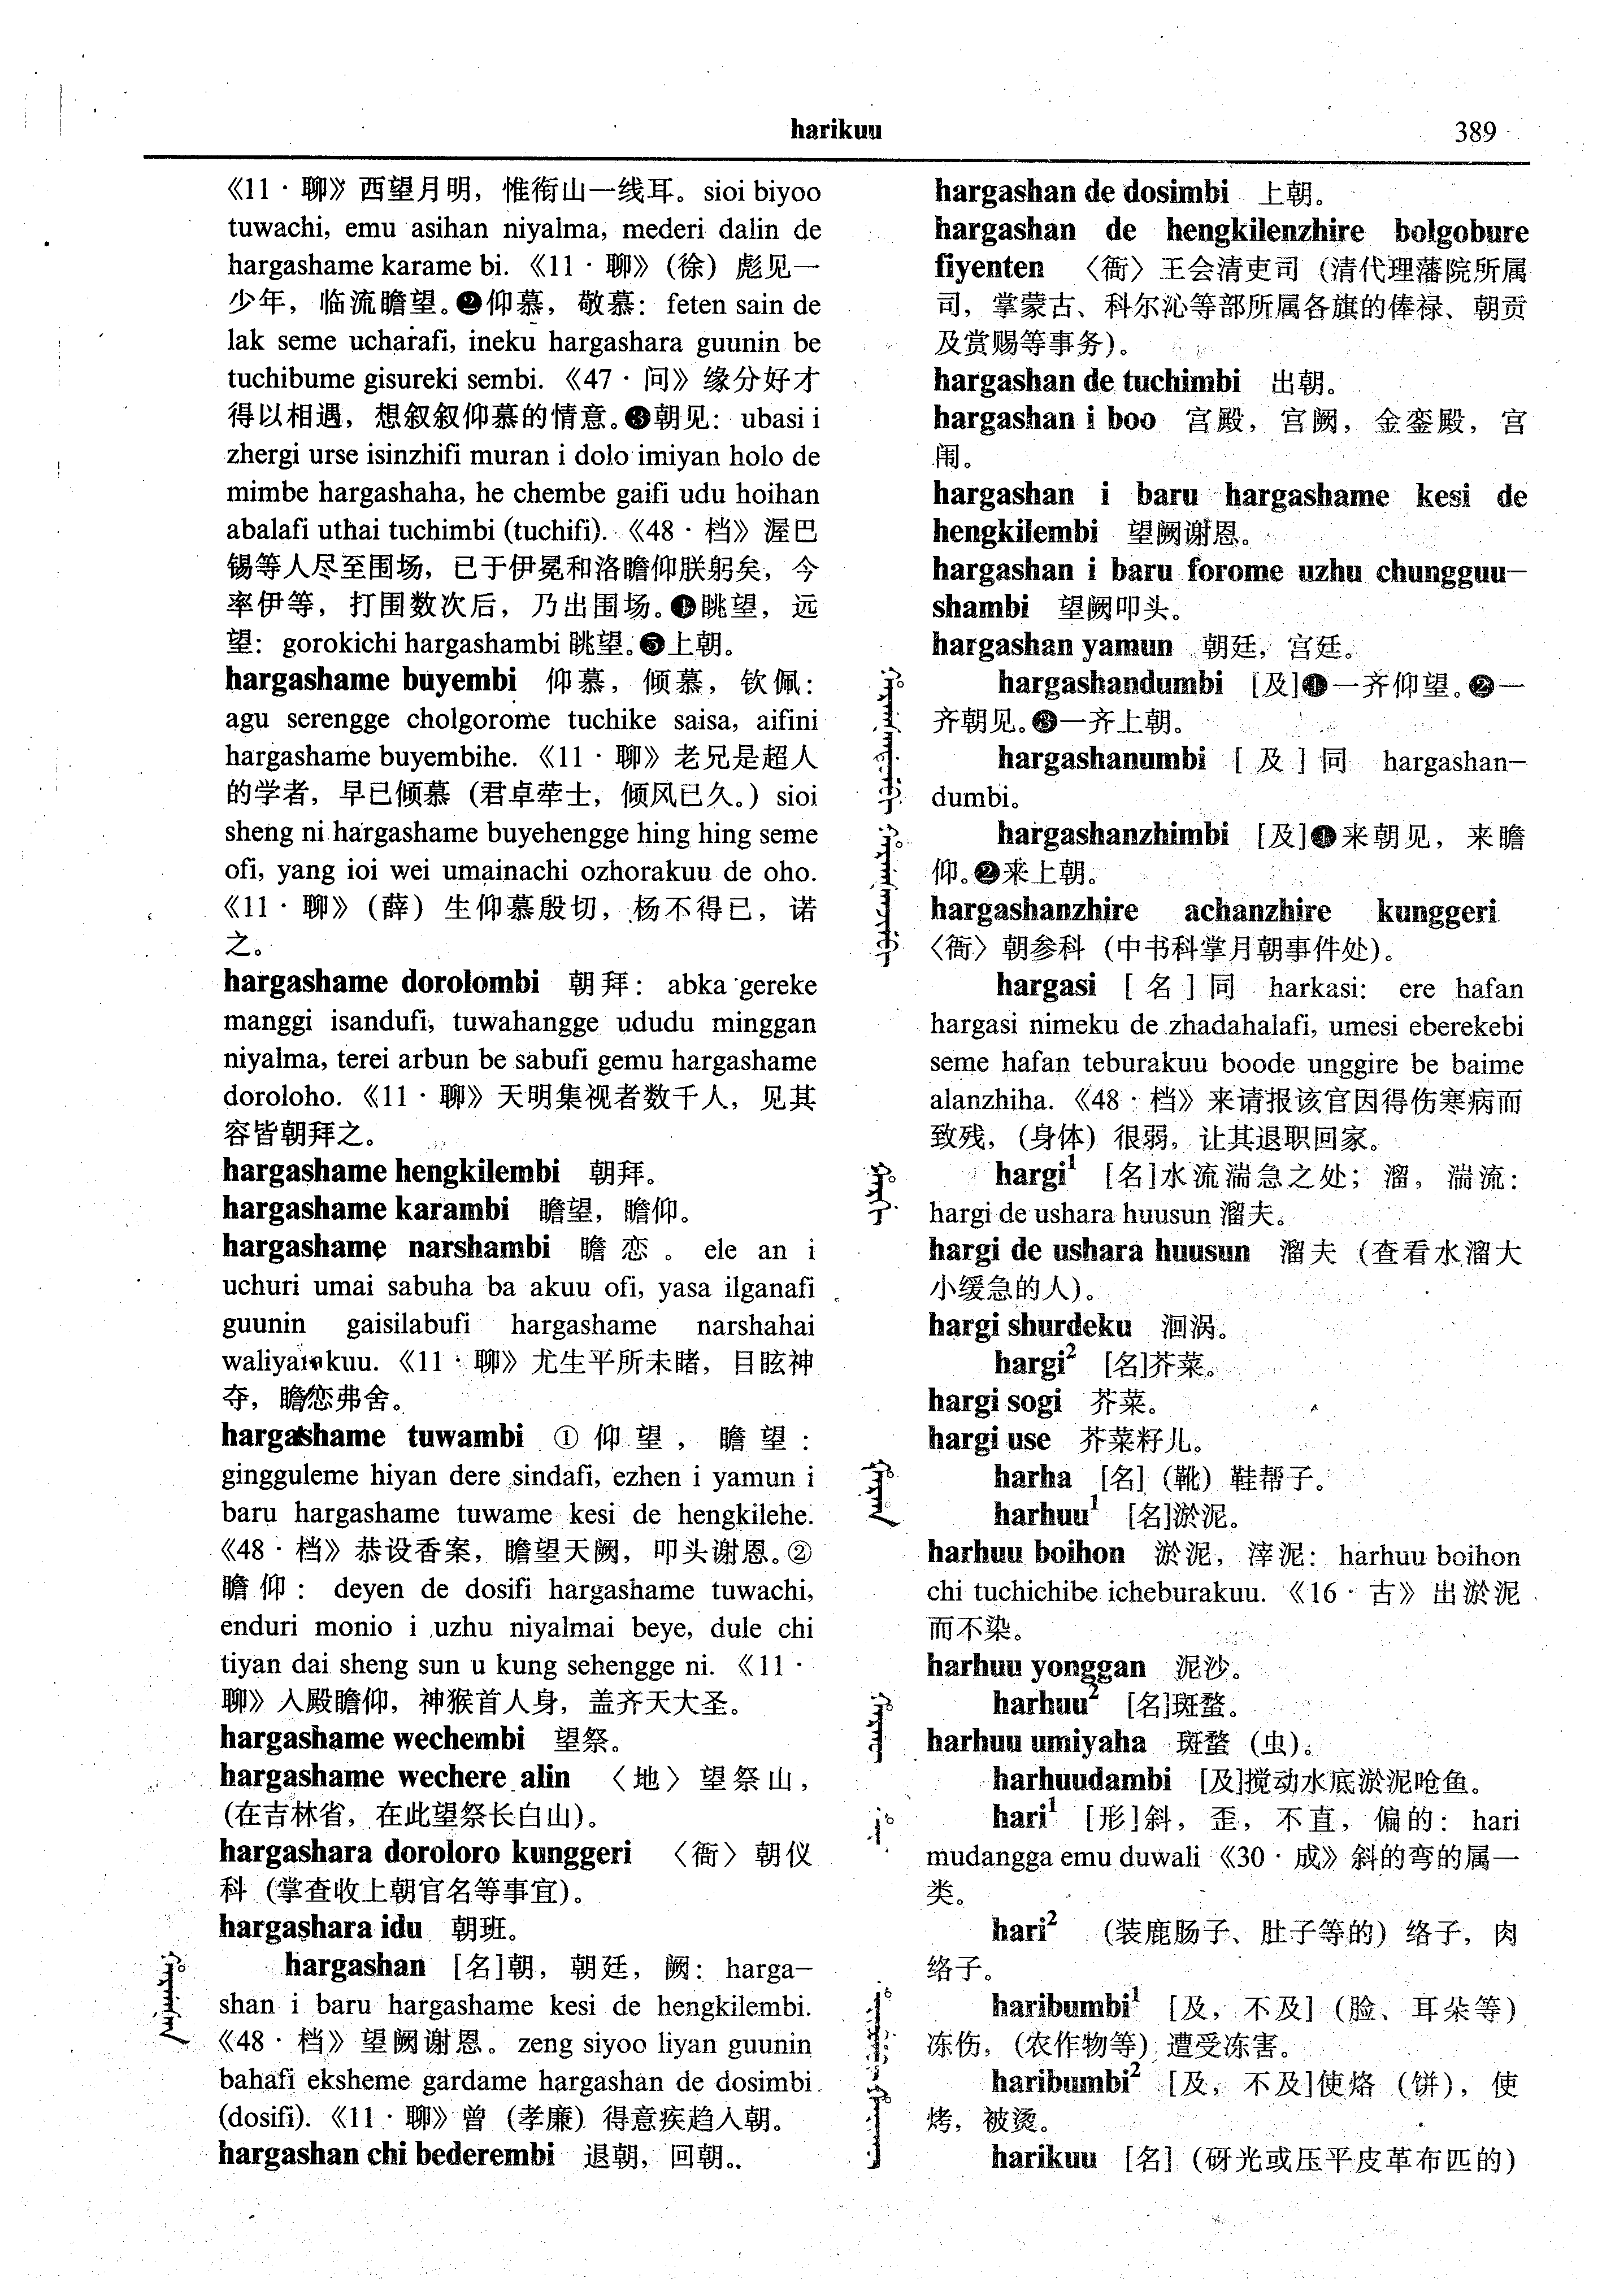 harikuu
389
《11·聊》西望月明，惟衔山一线耳。sioi biyoo
tuwachi, emu asihan niyalma, mederi dalin de
hargashame karame bi.《11·聊》（徐）彪见一
少年，临流瞻望。❷仰慕，敬慕：feten sain de
lak seme ucharafi, ineku hargashara guunin be
tuchibume gisureki sembi.《47·问》缘分好才
得以相遇，想叙叙仰慕的情意。❸朝见：ubasi i
zhergi urse isinzhifi muran i dolo imiyan holo de
mimbe hargashaha, he chembe gaifi udu hoihan
abalafi uthai tuchimbi (tuchifi).《48·档》渥巴
锡等人尽至围场，已于伊冕和洛瞻仰朕躬矣，今
率伊等，打围数次后，乃出围场。❹眺望，远
望：gorokichi hargashambi 眺望。❺上朝。
hargashame buyembi 仰慕，倾慕，钦佩：
agu serengge cholgorome tuchike saisa, aifini
hargashame buyembihe.《11·聊》老兄是超人
的学者，早已倾慕（君卓荦士，倾风已久。）sioi
sheng ni hargashame buyehengge hing hing seme
ofi, yang ioi wei umainachi ozhorakuu de oho.
《11·聊》（薛）生仰慕殷切，杨不得已，诺
之。
hargashame dorolombi 朝拜：abka gereke
manggi isandufi, tuwahangge ududu minggan
niyalma, terei arbun be sabufi gemu hargashame
doroloho.《11·聊》天明集视者数千人，见其
容皆朝拜之。
hargashame hengkilembi 朝拜。
hargashame karambi 瞻望，瞻仰。
hargashame narshambi 瞻恋。ele an i
uchuri umai sabuha ba akuu ofi, yasa ilganafi
guunin gaisilabufi hargashame narshahai
waliyarakuu.《11·聊》尤生平所未睹，目眩神
夺，瞻恋弗舍。
hargashame tuwambi ①仰望，瞻望：
gingguleme hiyan dere sindafi, ezhen i yamun i
baru hargashame tuwame kesi de hengkilehe.
《48·档》恭设香案，瞻望天阙，叩头谢恩。②
瞻仰：deyen de dosifi hargashame tuwachi,
enduri monio i uzhu niyalmai beye, dule chi
tiyan dai sheng sun u kung sehengge ni.《11·
聊》入殿瞻仰，神猴首人身，盖齐天大圣。
hargashame wechembi 望祭。
hargashame wechere alin 〈地〉望祭山，
(在吉林省，在此望祭长白山)。
hargashara doroloro kunggeri 〈衙〉朝仪
科（掌查收上朝官名等事宜）。
hargashara idu 朝班。
hargashan [名]朝，朝廷，阙：harga-
shan i baru hargashame kesi de hengkilembi.
《48·档》望阙谢恩。zeng siyoo liyan guunin
bahafi eksheme gardame hargashan de dosimbi
(dosifi).《11·聊》曾（孝廉）得意疾趋入朝。
hargashan chi bederembi 退朝，回朝。
hargashan de dosimbi 上朝。
hargashan de hengkilenzhire bolgobure
fiyenten 〈衙〉王会清吏司（清代理藩院所属
司，掌蒙古、科尔沁等部所属各旗的俸禄、朝贡
及赏赐等事务）。
hargashan de tuchimbi 出朝。
hargashan i boo 宫殿，宫阙，金銮殿，宫
闱。
hargashan i baru hargashame kesi de
hengkilembi 望阙谢恩。
hargashan i baru forome uzhu chungguu-
shambi 望阙叩头。
hargashan yamun 朝廷，宫廷。
hargashandumbi [及]❶一齐仰望。❷一
齐朝见。❸一齐上朝。
hargashanumbi [及]同 hargashan-
dumbi。
hargashanzhimbi [及]❶来朝见，来瞻
仰。❷来上朝。
hargashanzhire achanzhire kunggeri
〈衙〉朝参科（中书科掌月朝事件处）。
hargasi [名]同 harkasi: ere hafan
hargasi nimeku de zhadahalafi, umesi eberekebi
seme hafan teburakuu boode unggire be baime
alanzhiha.《48·档》来请报该官因得伤寒病而
致残，（身体）很弱，让其退职回家。
hargi¹ [名]水流湍急之处；溜，湍流：
hargi de ushara huusun 溜夫。
hargi de ushara huusun 溜夫（查看水溜大
小缓急的人）。
hargi shurdeku 洄涡。
hargi² [名]芥菜。
hargi sogi 芥菜。
hargi use 芥菜籽儿。
harha [名]（靴）鞋帮子。
harhuu¹ [名]淤泥。
harhuu boihon 淤泥，滓泥：harhuu boihon
chi tuchichibe icheburakuu.《16·古》出淤泥
而不染。
harhuu yonggan 泥沙。
harhuu² [名]斑蝥。
harhuu umiyaha 斑蝥（虫）。
harhuudambi [及]搅动水底淤泥呛鱼。
hari¹ [形]斜，歪，不直，偏的：hari
mudangga emu duwali《30·成》斜的弯的属一
类。
hari² （装鹿肠子、肚子等的）络子，肉
络子。
haribumbi¹ [及，不及]（脸、耳朵等）
冻伤，（农作物等）遭受冻害。
haribumbi² [及，不及]使烙（饼），使
烤，被烫。
harikuu [名]（砑光或压平皮革布匹的）